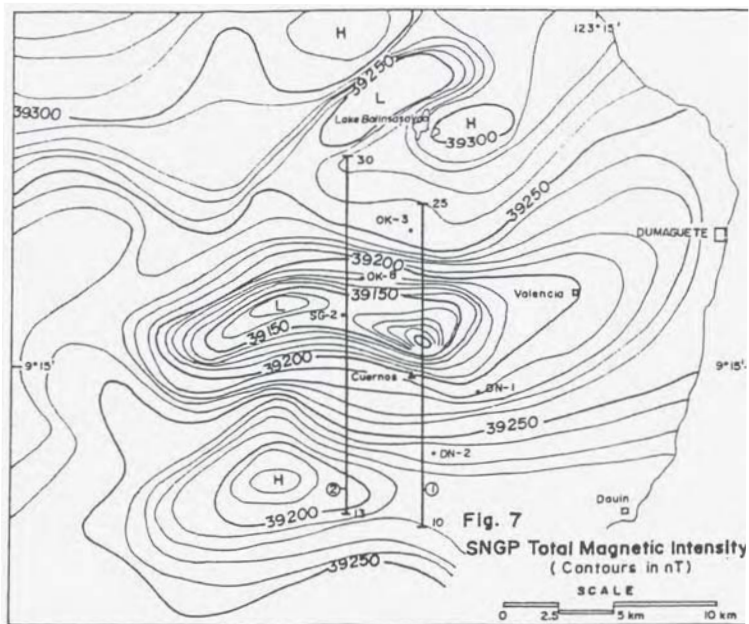 H
123°15'
39250
L
Lake Balinsasayao
H
39300
39300
30
25
39250
OK-3
DUMAGUETE
39200
OK-6
39150
Valencia
L
SG-2
39150
9°15'
39200
Cuernos
9°15'
DN-1
39250
DN-2
H
2
1
Dauin
39200
13
10
Fig. 7
SNGP Total Magnetic Intensity
(Contours in nT)
39250
SCALE
0 2.5 5 km 10 km